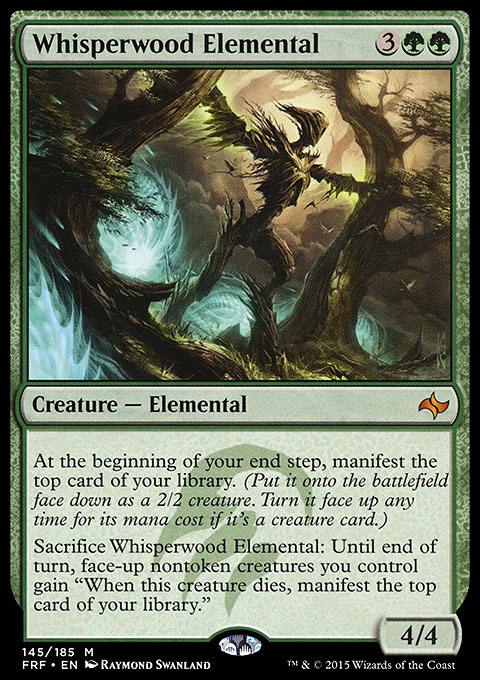 Whisperwood Elemental 3
Creature — Elemental
At the beginning of your end step, manifest the
top card of your library. (Put it onto the battlefield
face down as a 2/2 creature. Turn it face up any
time for its mana cost if it's a creature card.)
Sacrifice Whisperwood Elemental: Until end of
turn, face-up nontoken creatures you control
gain “When this creature dies, manifest the top
card of your library.”
4/4
145/185 M
FRF • EN Raymond Swanland
™ & © 2015 Wizards of the Coast